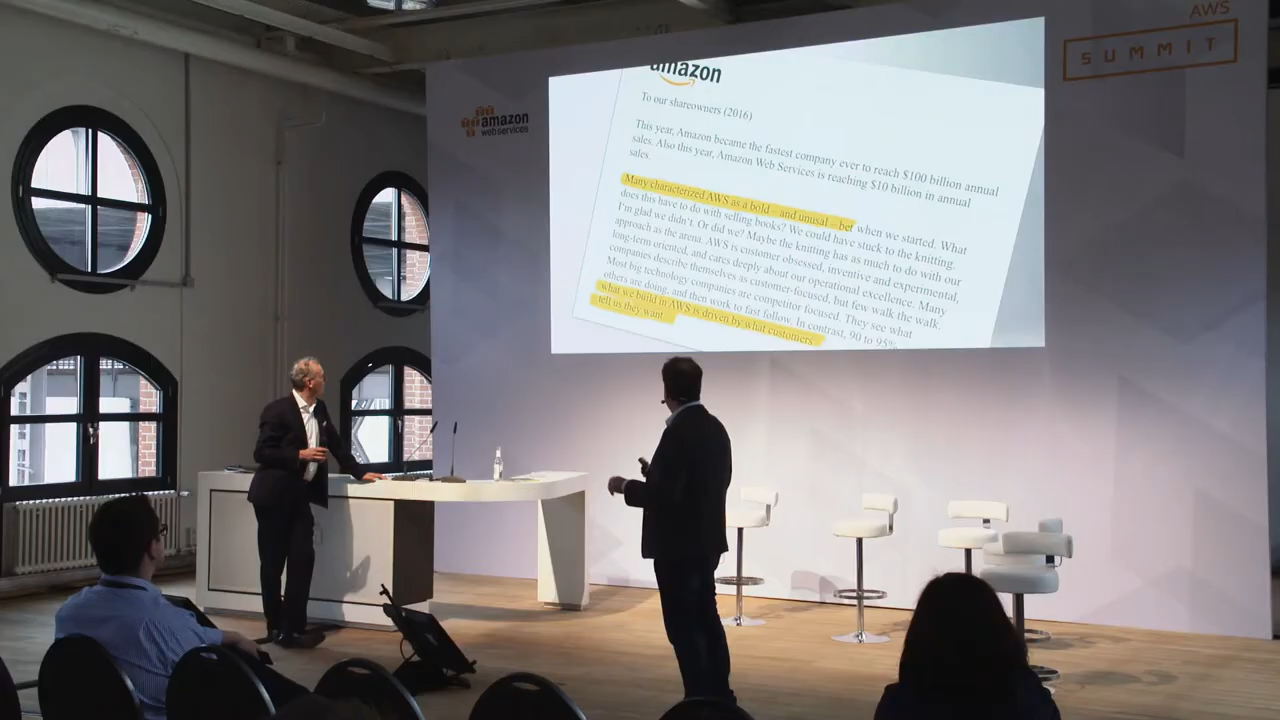 AWS
SUMMIT
amazon
web services
amazon
To our shareowners (2016)
This year, Amazon became the fastest company ever to reach $100 billion annual
sales. Also this year, Amazon Web Services is reaching $10 billion in annual
sales.
Many characterized AWS as a bold – and unusal – bet when we started. What
does this have to do with selling books? We could have stuck to the knitting.
I'm glad we didn't. Or did we? Maybe the knitting has as much to do with our
approach as the arena. AWS is customer obsessed, inventive and experimental,
long-term oriented, and cares deeply about our operational excellence. Many
companies describe themselves as customer-focused, but few walk the walk.
Most big technology companies are competitor focused. They see what
others are doing, and then work to fast follow. In contrast, 90 to 95%
what we build in AWS is driven by what customers
tell us they want